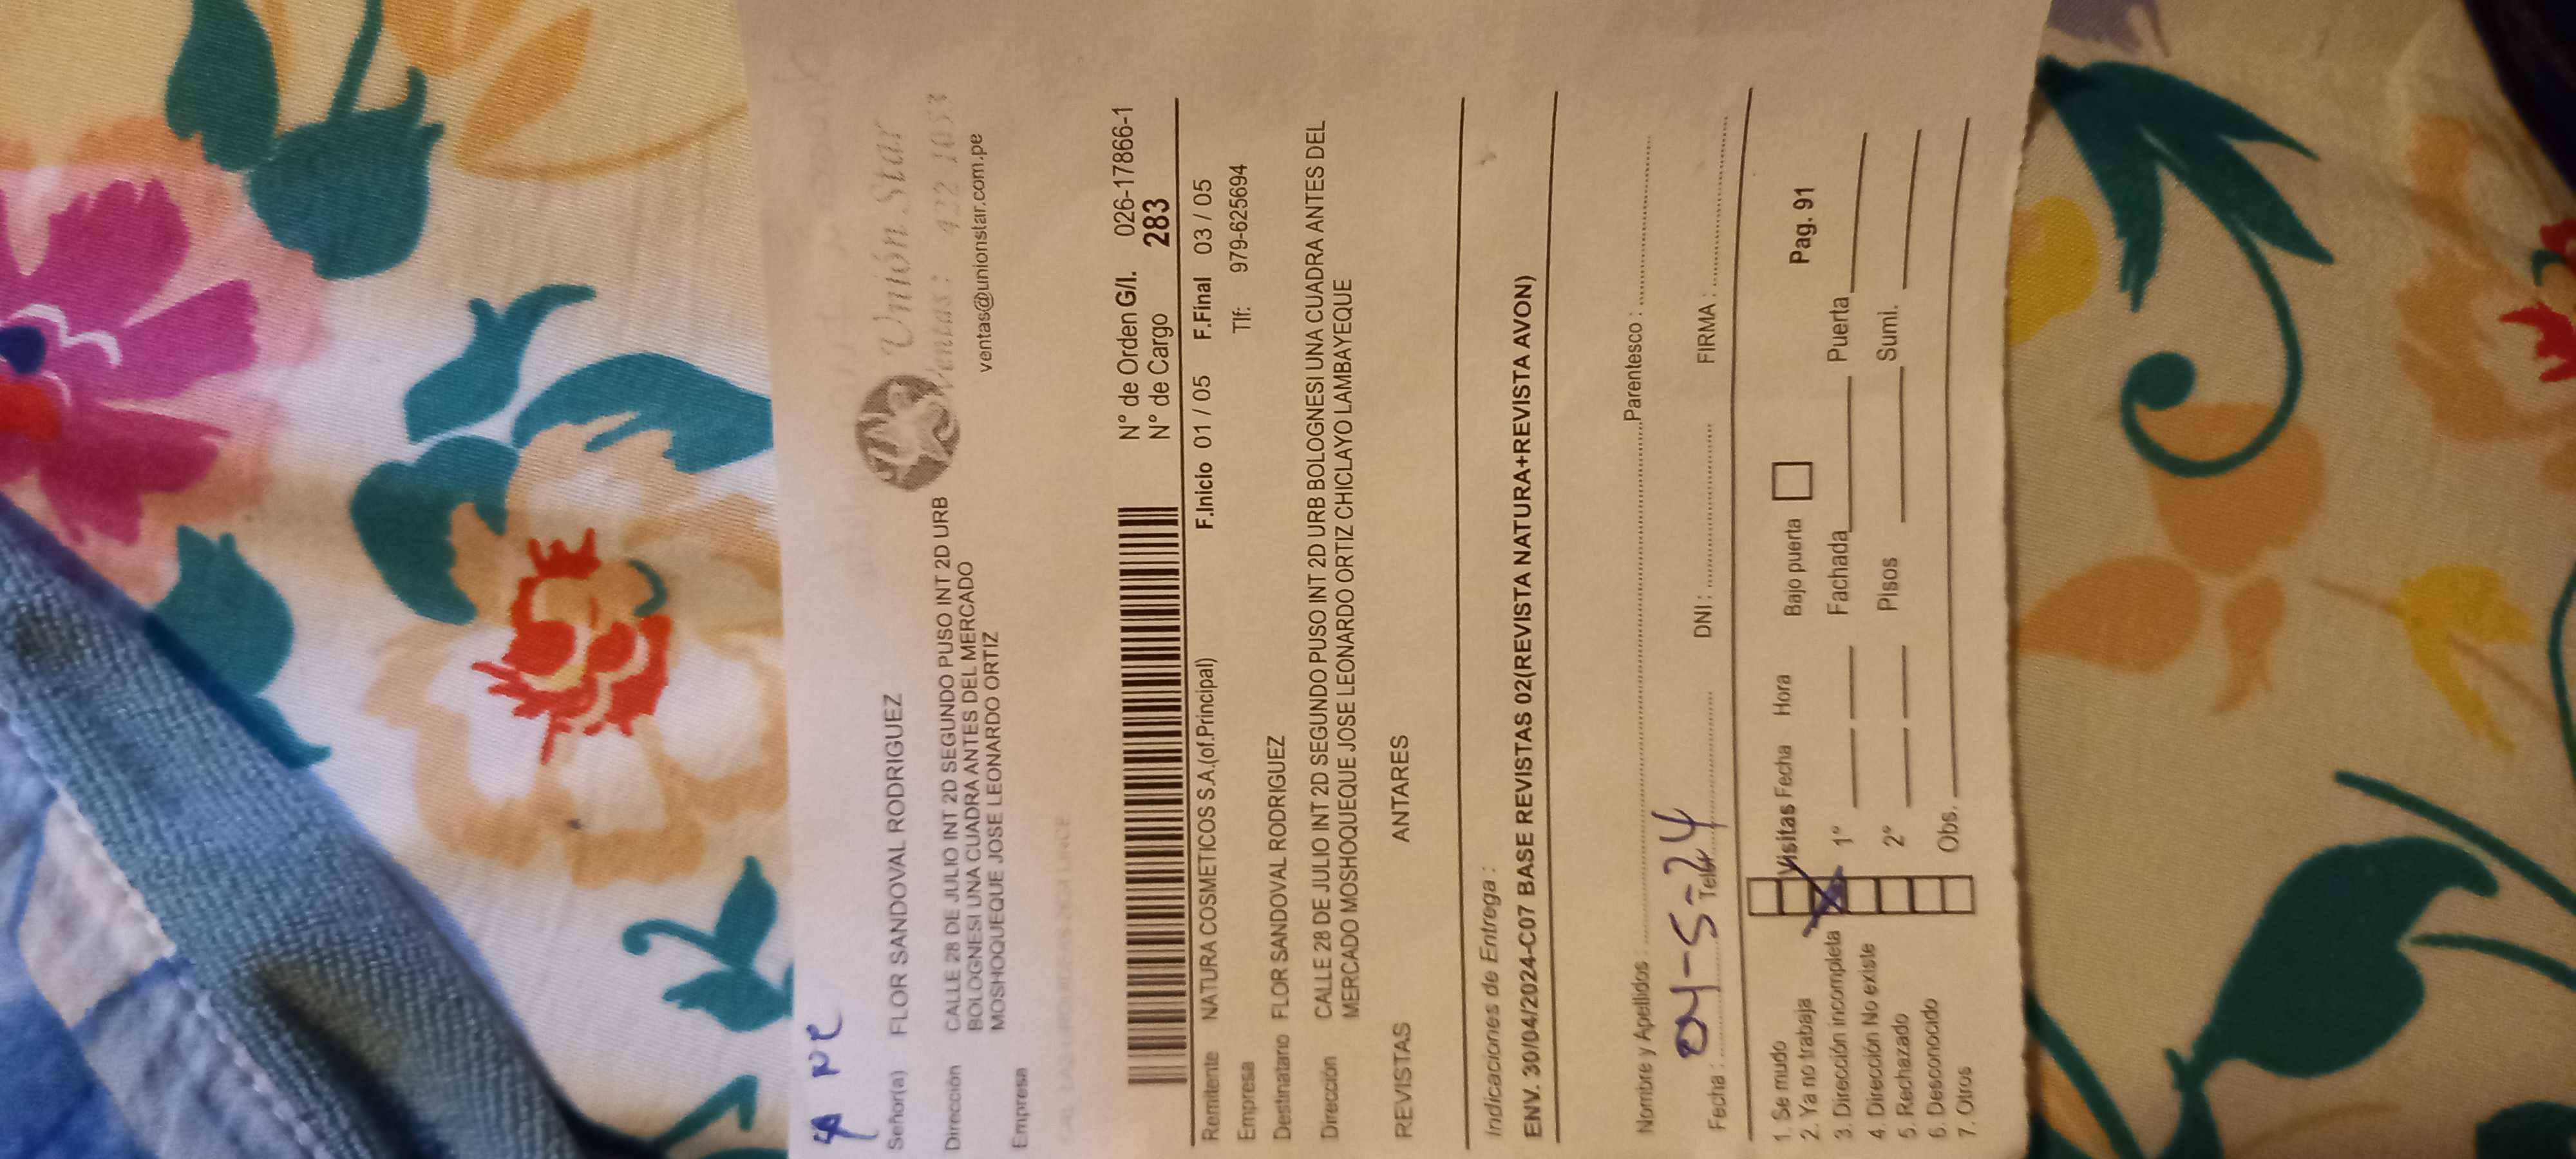 Unión Star
Ventas: 422 1053
ventas@unionstar.com.pe
Señor(a) FLOR SANDOVAL RODRIGUEZ
Dirección CALLE 28 DE JULIO INT 2D SEGUNDO PUSO INT 2D URB
BOLOGNESI UNA CUADRA ANTES DEL MERCADO
MOSHOQUEQUE JOSE LEONARDO ORTIZ
Empresa
N° de Orden G/I. 026-17866-1
N° de Cargo 283
Remitente NATURA COSMETICOS S.A.(of.Principal) F.Inicio 01 / 05 F.Final 03 / 05
Empresa Tlf: 979-625694
Destinatario FLOR SANDOVAL RODRIGUEZ
Dirección CALLE 28 DE JULIO INT 2D SEGUNDO PUSO INT 2D URB BOLOGNESI UNA CUADRA ANTES DEL
MERCADO MOSHOQUEQUE JOSE LEONARDO ORTIZ CHICLAYO LAMBAYEQUE
REVISTAS ANTARES
Indicaciones de Entrega :
ENV. 30/04/2024-C07 BASE REVISTAS 02(REVISTA NATURA+REVISTA AVON)
Nombre y Apellidos : Parentesco :
Fecha : 04-5-24 Telef. DNI : FIRMA :
1. Se mudo Visitas Fecha Hora Bajo puerta Pag. 91
2. Ya no trabaja
3. Dirección incompleta 1° Fachada Puerta
4. Dirección No existe 2° Pisos Sumi.
5. Rechazado
6. Desconocido Obs.
7. Otros